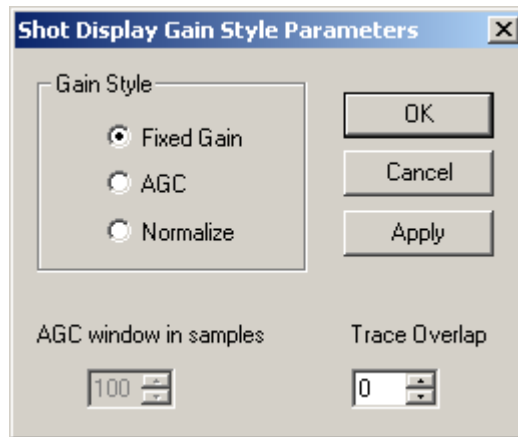 Shot Display Gain Style Parameters
Gain Style
Fixed Gain
AGC
Normalize
OK
Cancel
Apply
AGC window in samples
100
Trace Overlap
0